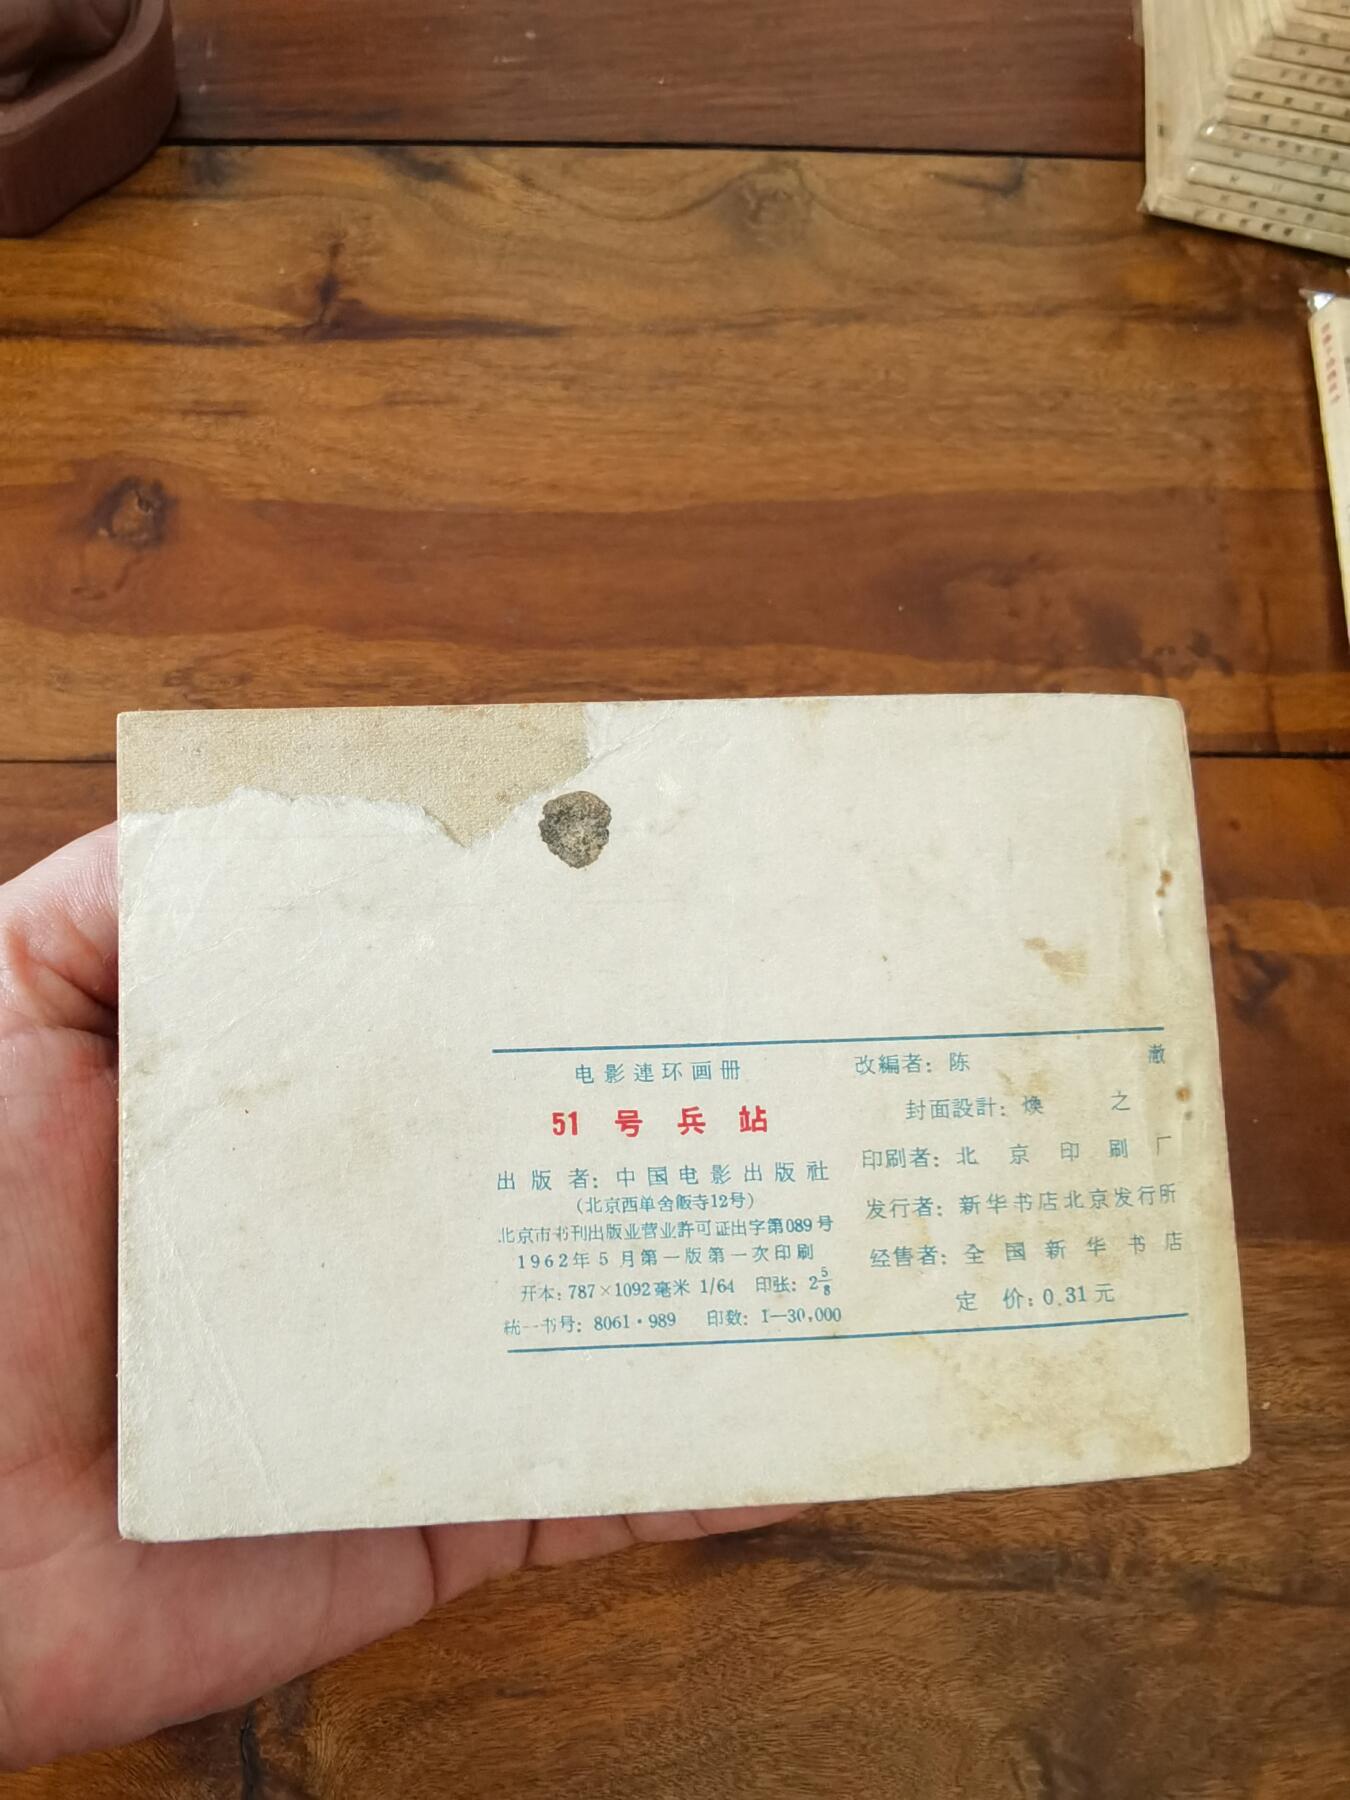 电影連环画册
51号兵站
出版者：中国电影出版社
（北京西单舍飯寺12号）
北京市书刊出版业营业許可证出字第089号
1962年5月第一版第一次印刷
开本：787×1092毫米 1/64 印张：2 5/8
統一书号：8061·989 印数：1—30,000
改編者：陈 澈
封面設計：煥之
印刷者：北京印刷厂
发行者：新华书店北京发行所
经售者：全国新华书店
定价：0.31元